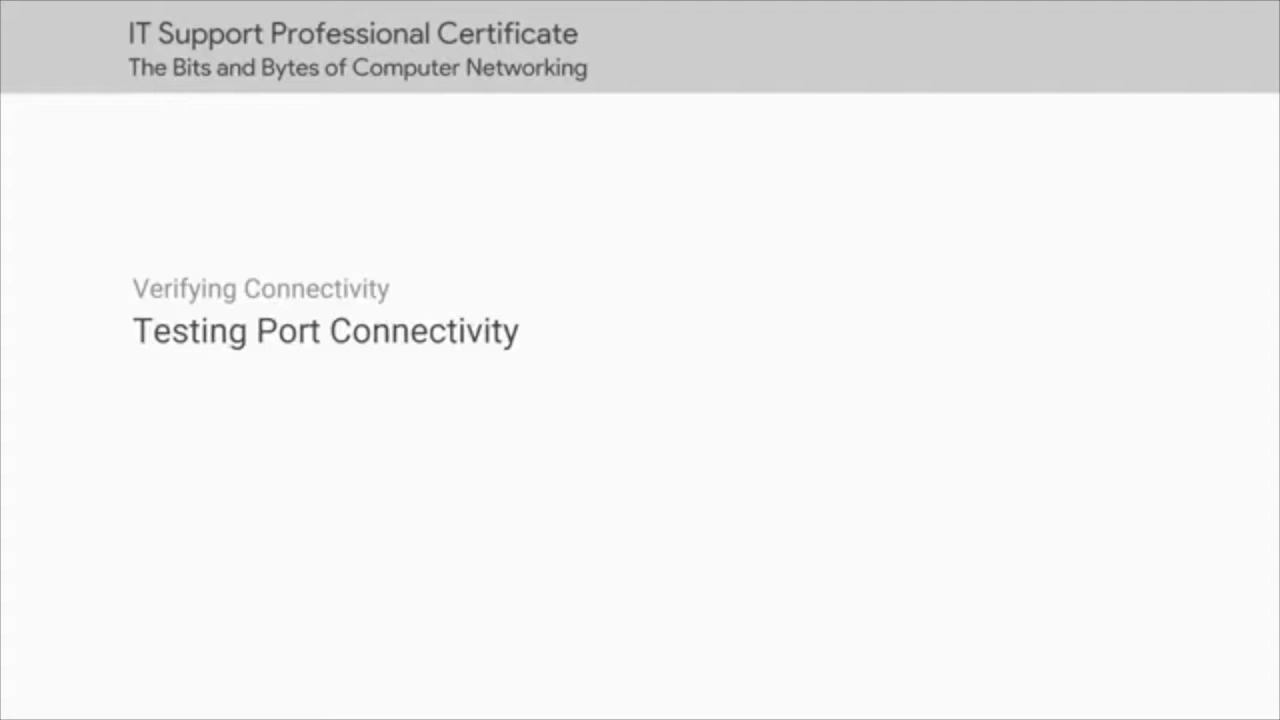 IT Support Professional Certificate
The Bits and Bytes of Computer Networking
Verifying Connectivity
Testing Port Connectivity